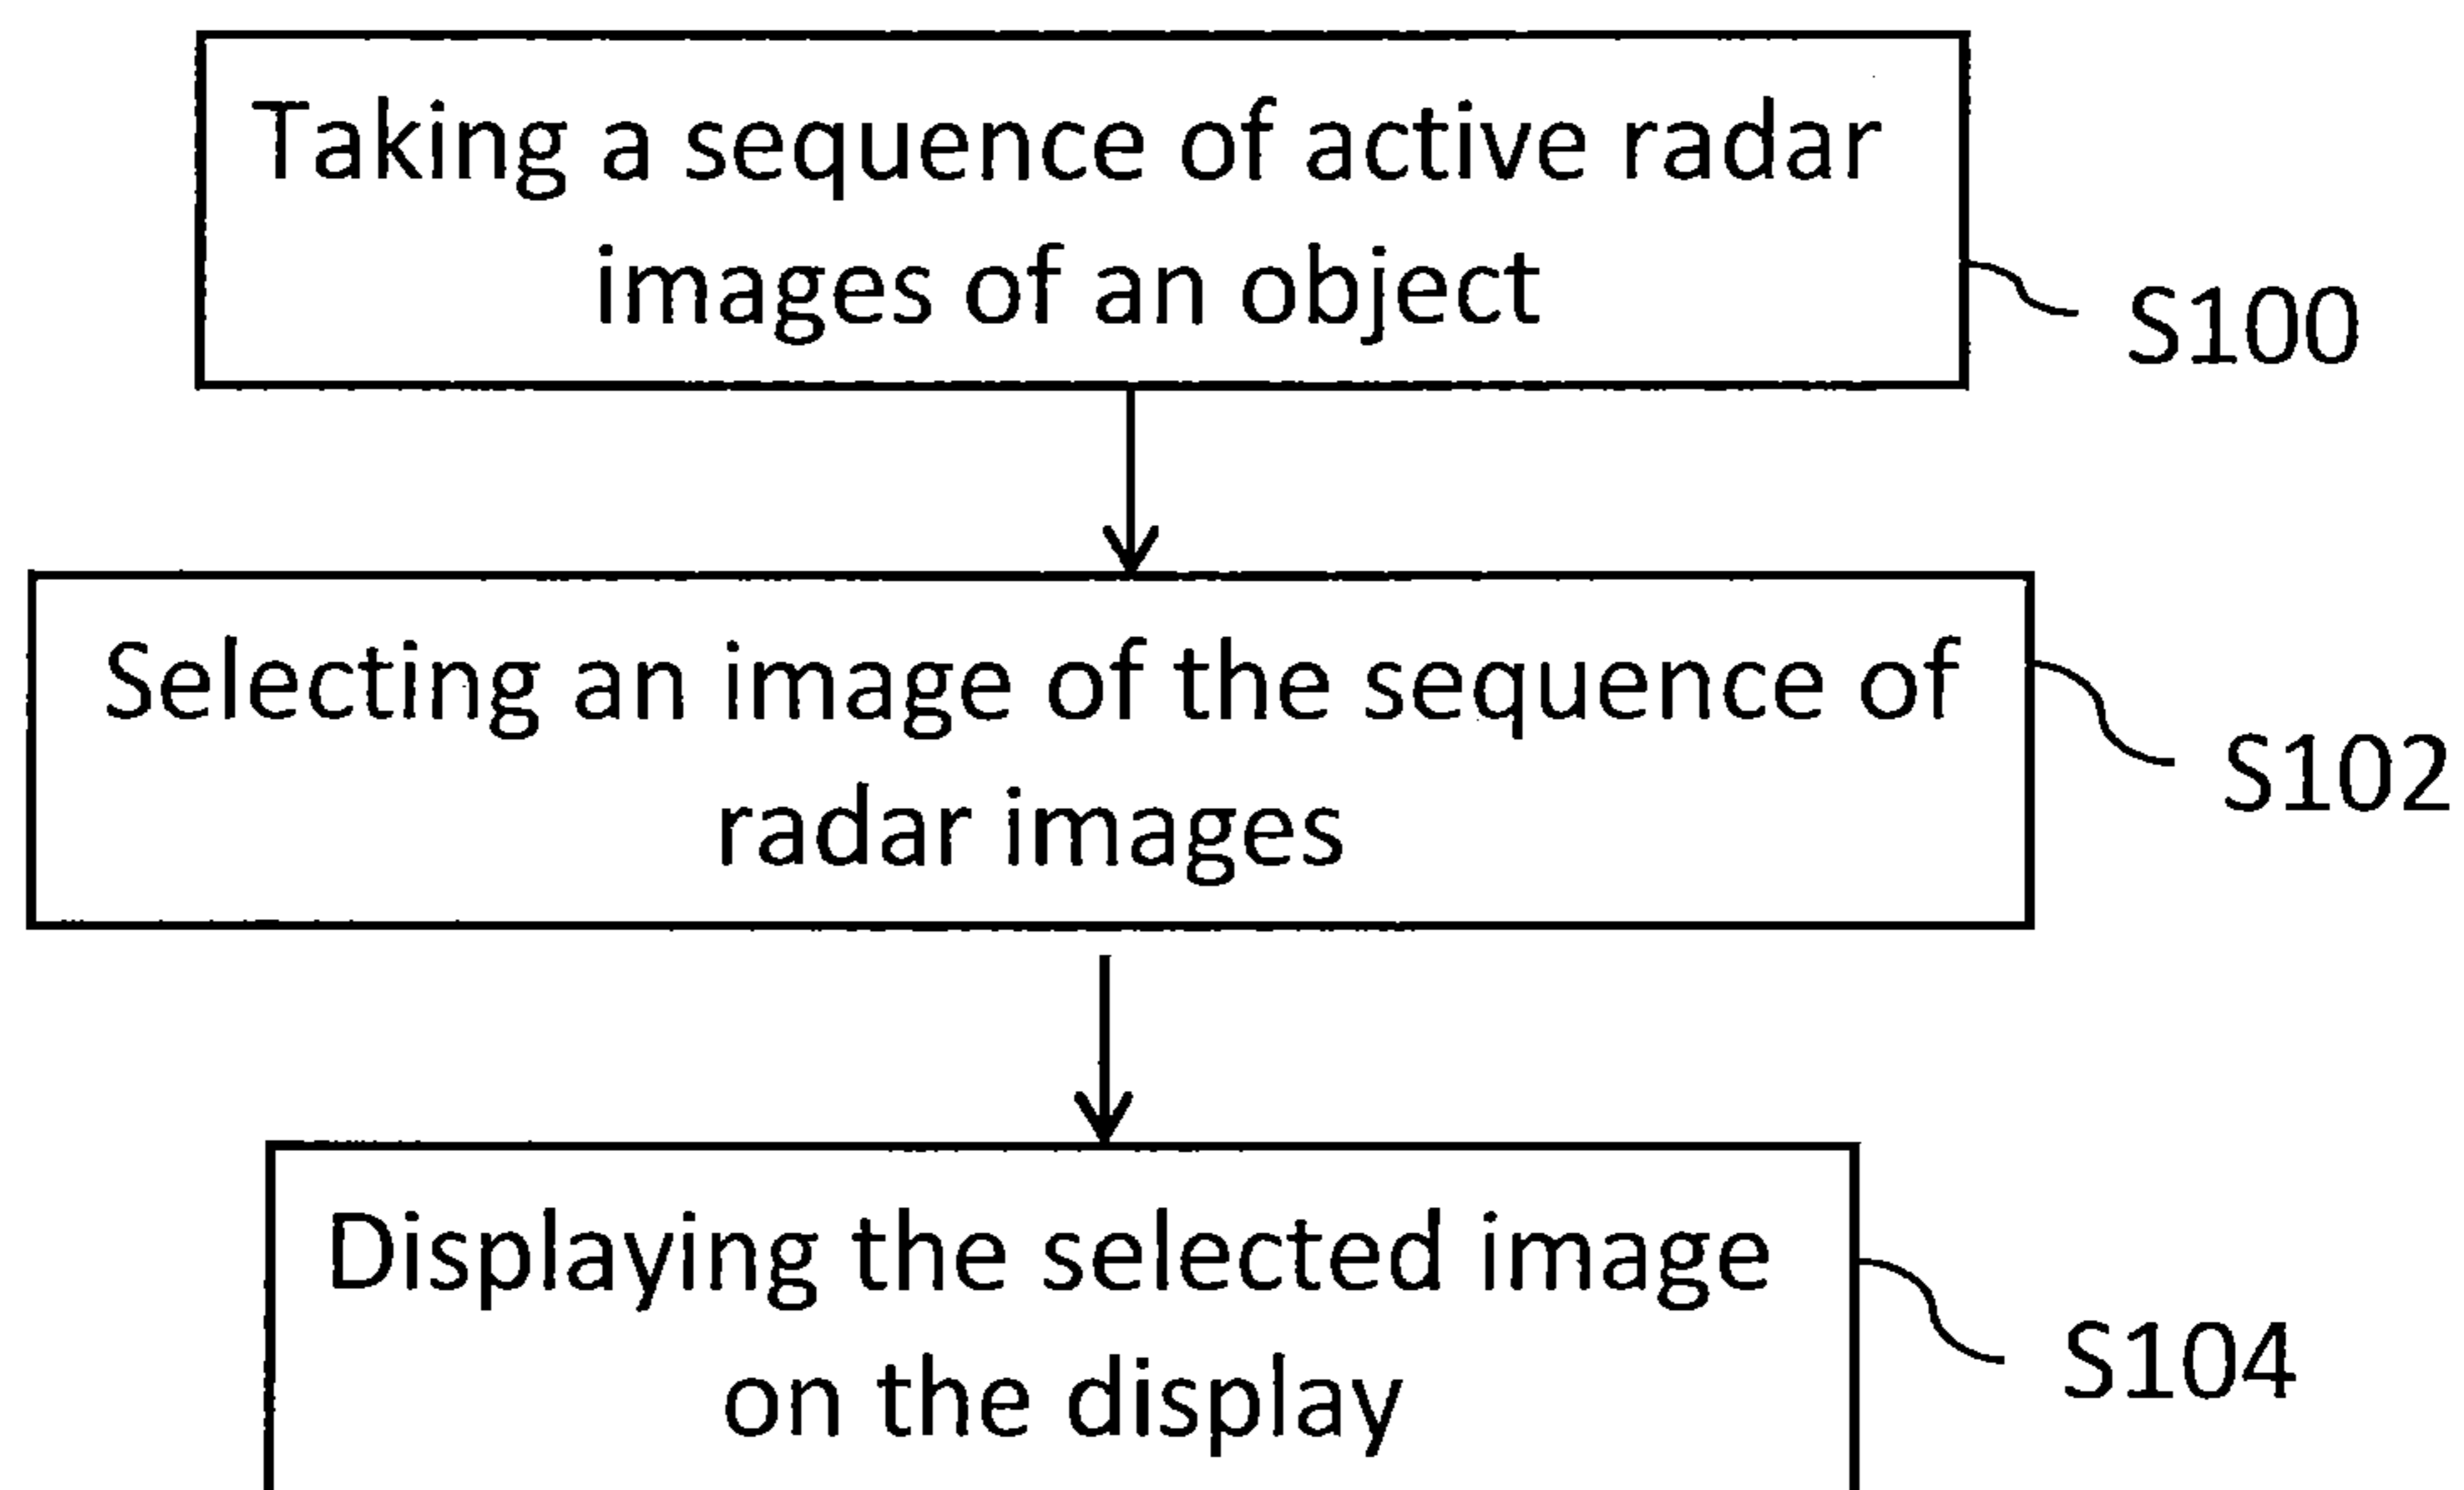 Taking a sequence of active radar
images of an object
S100
Selecting an image of the sequence of
radar images
S102
Displaying the selected image
on the display
S104